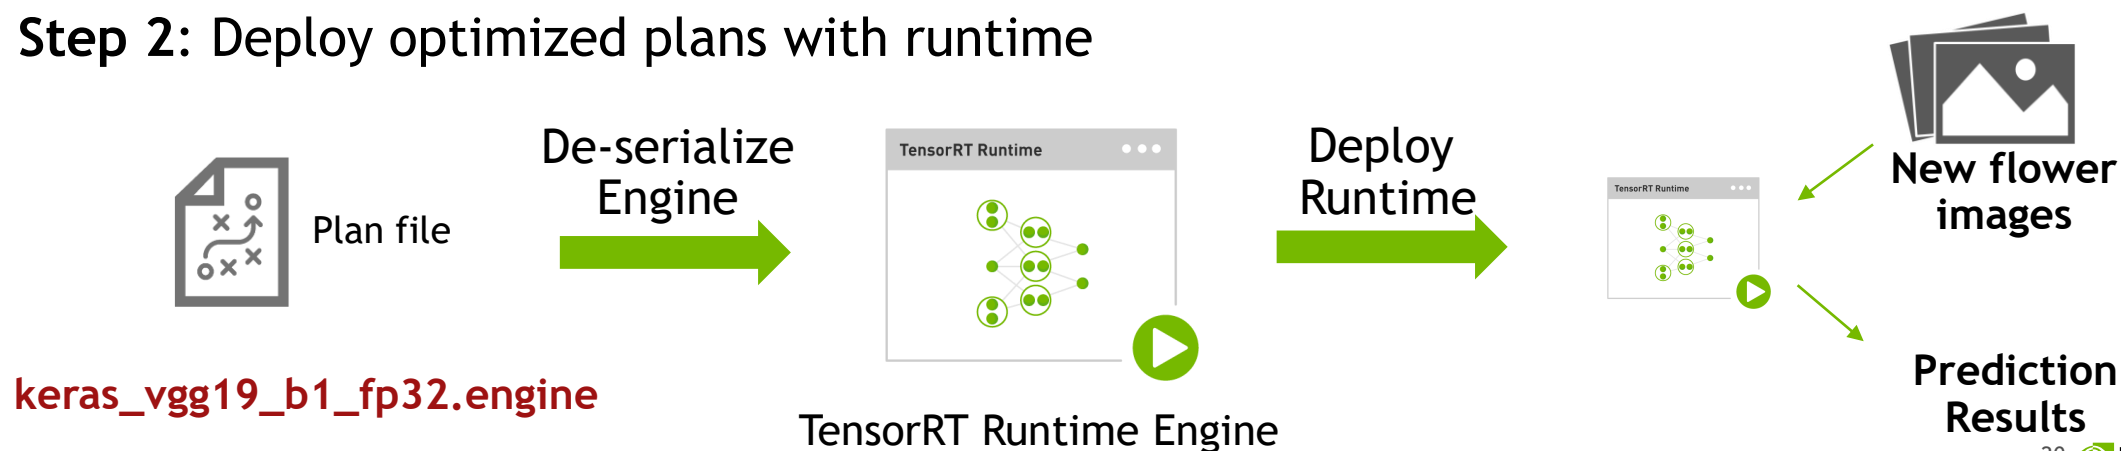 Step 2: Deploy optimized plans with runtime
Plan file
keras_vgg19_b1_fp32.engine
De-serialize
Engine
TensorRT Runtime
TensorRT Runtime Engine
Deploy
Runtime
TensorRT Runtime
New flower
images
Prediction
Results